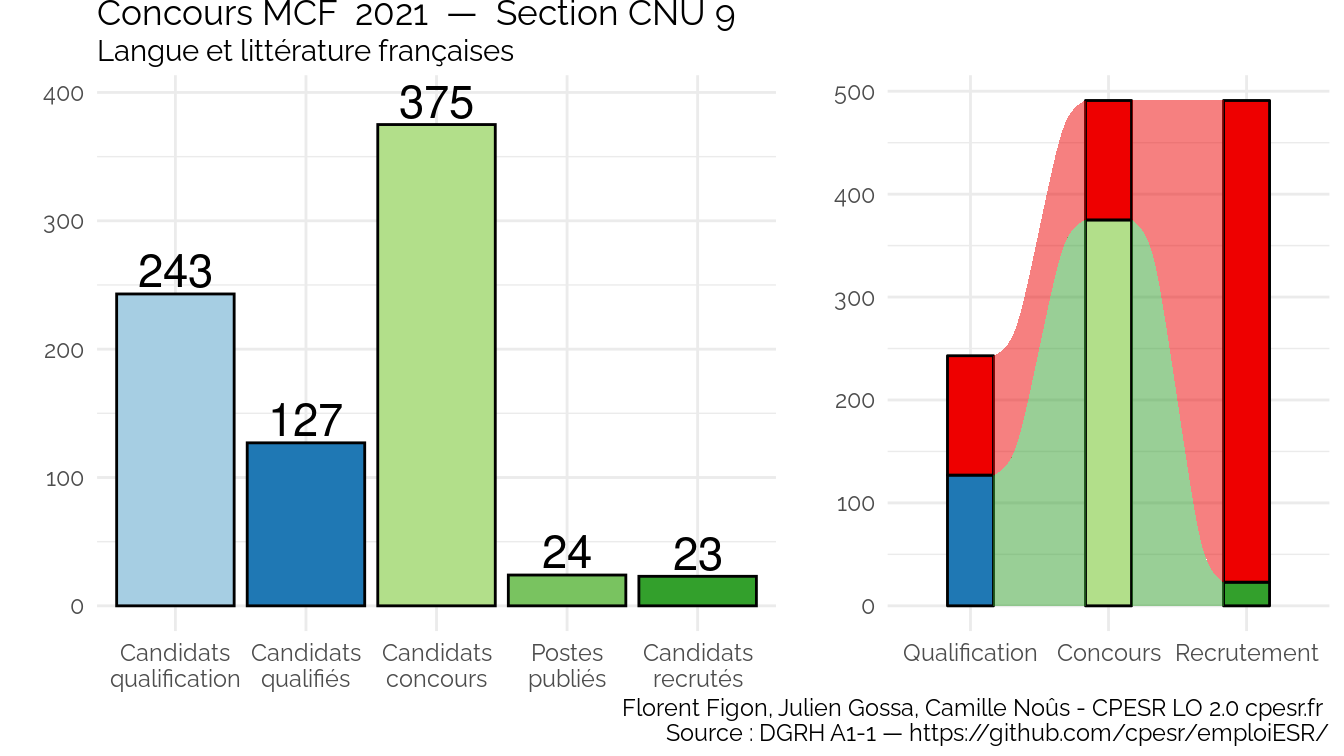 Concours MCF 2021 — Section CNU 9
Langue et littérature françaises
400
300
200
100
0
243
127
375
24
23
Candidats qualification
Candidats qualifiés
Candidats concours
Postes publiés
Candidats recrutés
500
400
300
200
100
0
Qualification
Concours
Recrutement
Florent Figon, Julien Gossa, Camille Noûs - CPESR LO 2.0 cpesr.fr
Source : DGRH A1-1 — https://github.com/cpesr/emploiESR/